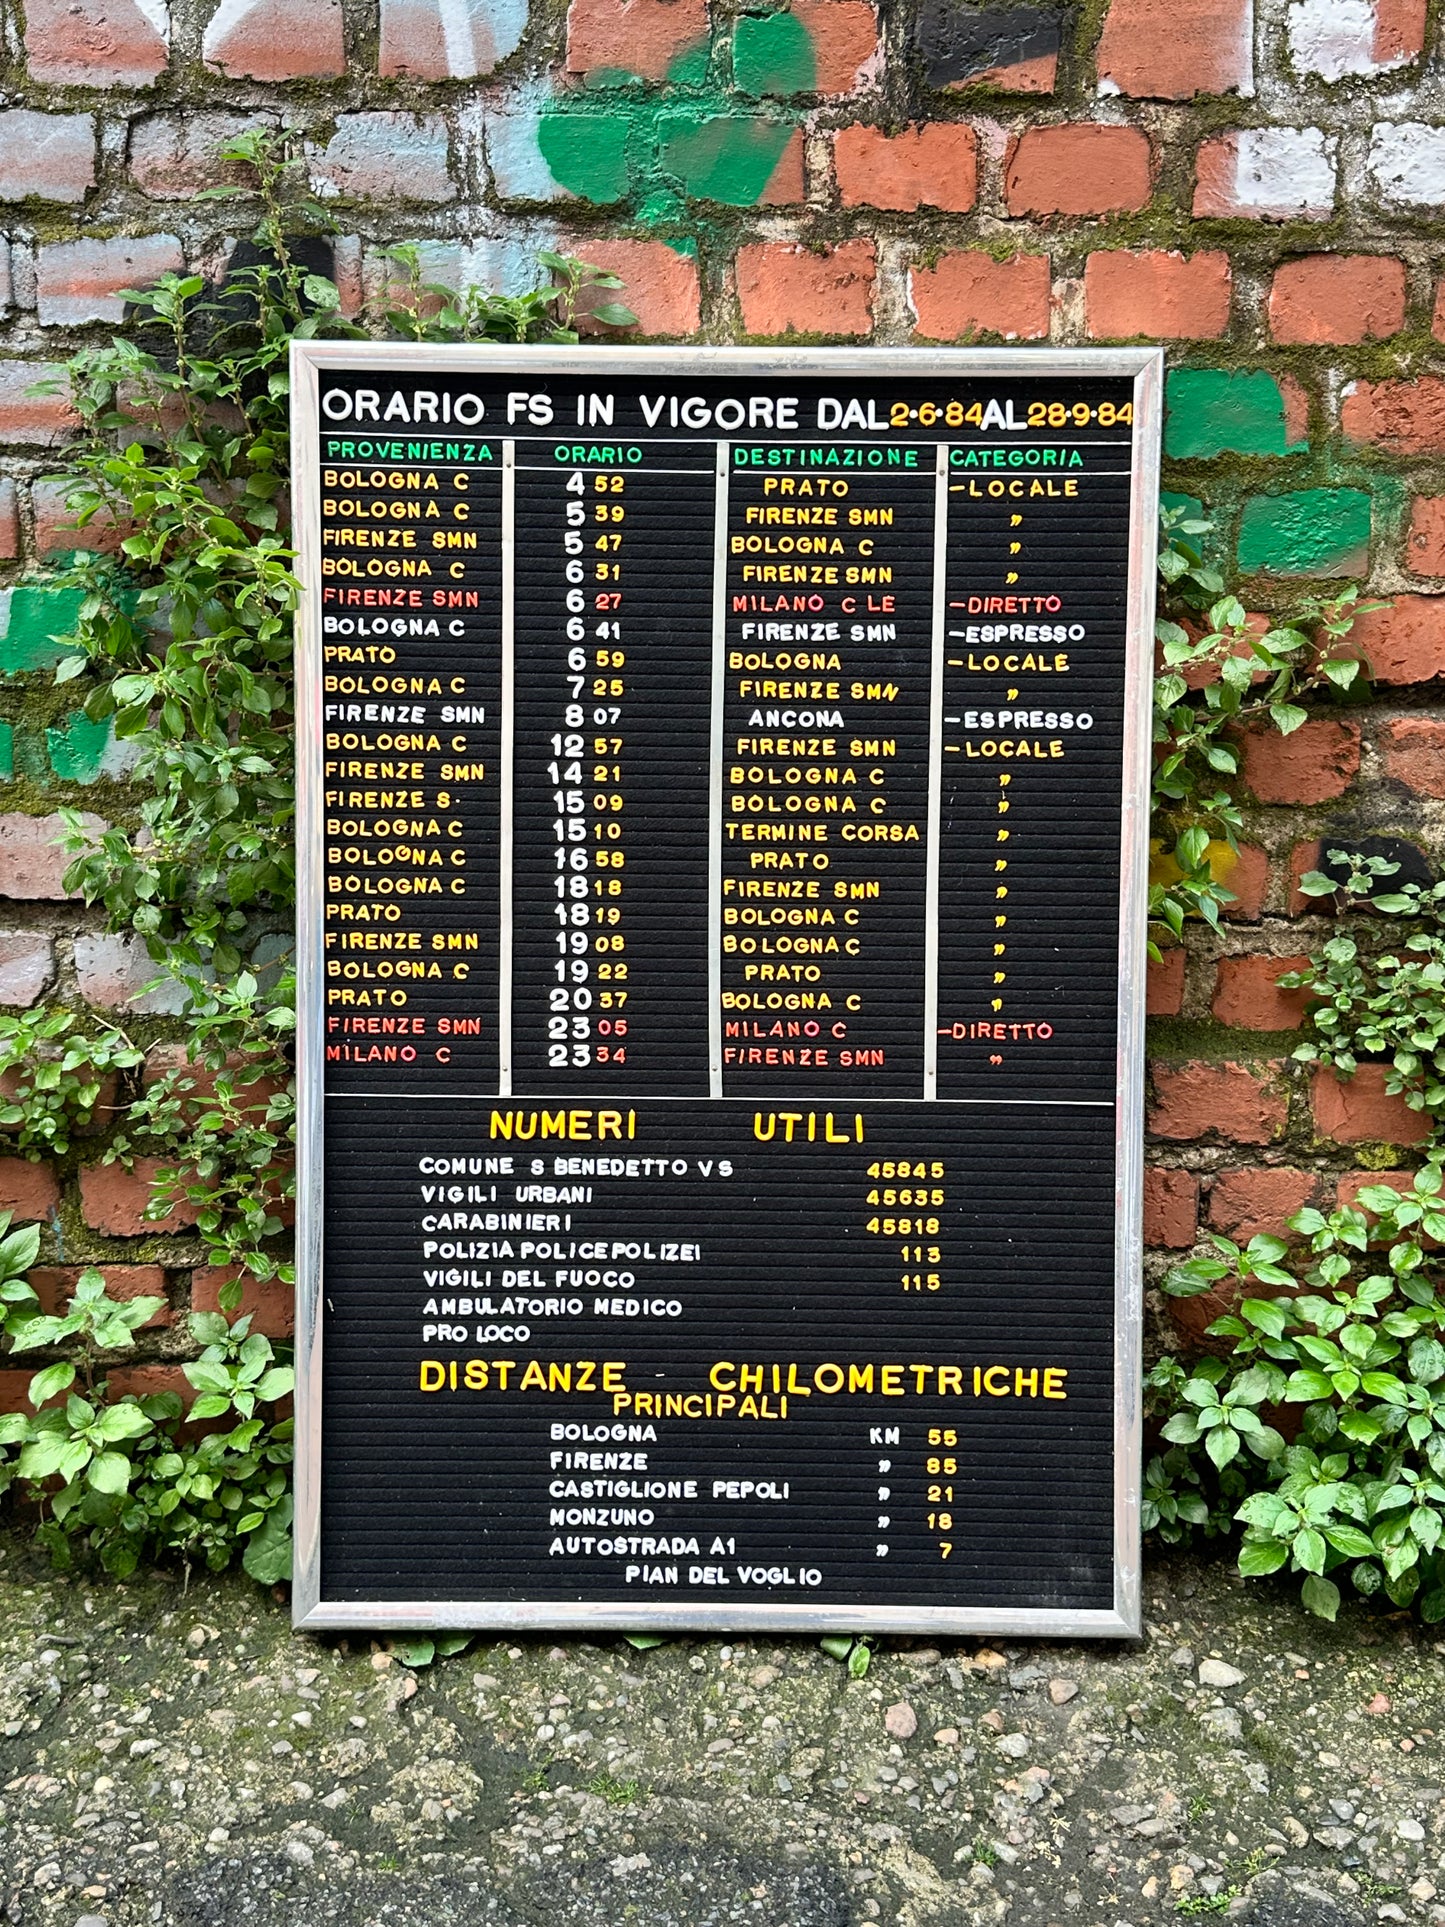 ORARIO FS IN VIGORE DAL 2·6·84 AL 28·9·84
PROVENIENZA ORARIO DESTINAZIONE CATEGORIA
BOLOGNA C 4 52 PRATO -LOCALE
BOLOGNA C 5 39 FIRENZE SMN "
FIRENZE SMN 5 47 BOLOGNA C "
BOLOGNA C 6 31 FIRENZE SMN "
FIRENZE SMN 6 27 MILANO C LE -DIRETTO
BOLOGNA C 6 41 FIRENZE SMN -ESPRESSO
PRATO 6 59 BOLOGNA -LOCALE
BOLOGNA C 7 25 FIRENZE SMN "
FIRENZE SMN 8 07 ANCONA -ESPRESSO
BOLOGNA C 12 57 FIRENZE SMN -LOCALE
FIRENZE SMN 14 21 BOLOGNA C "
FIRENZE S· 15 09 BOLOGNA C "
BOLOGNA C 15 10 TERMINE CORSA "
BOLOGNA C 16 58 PRATO "
BOLOGNA C 18 18 FIRENZE SMN "
PRATO 18 19 BOLOGNA C "
FIRENZE SMN 19 08 BOLOGNA C "
BOLOGNA C 19 22 PRATO "
PRATO 20 37 BOLOGNA C "
FIRENZE SMN 23 05 MILANO C -DIRETTO
MILANO C 23 34 FIRENZE SMN "
NUMERI UTILI
COMUNE S BENEDETTO V S 45845
VIGILI URBANI 45635
CARABINIERI 45818
POLIZIA POLICE POLIZEI 113
VIGILI DEL FUOCO 115
AMBULATORIO MEDICO
PRO LOCO
DISTANZE - CHILOMETRICHE
PRINCIPALI
BOLOGNA KM 55
FIRENZE " 85
CASTIGLIONE PEPOLI " 21
MONZUNO " 18
AUTOSTRADA A1 " 7
PIAN DEL VOGLIO